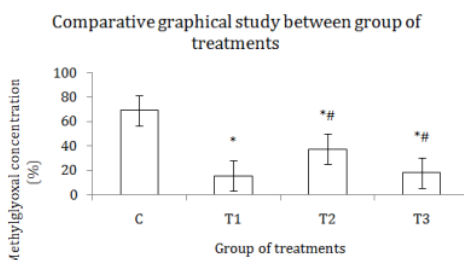 Comparative graphical study between group of
treatments
Methylglyoxal concentration
(%)
100
80
60
40
20
0
*
*#
*#
C
T1
T2
T3
Group of treatments